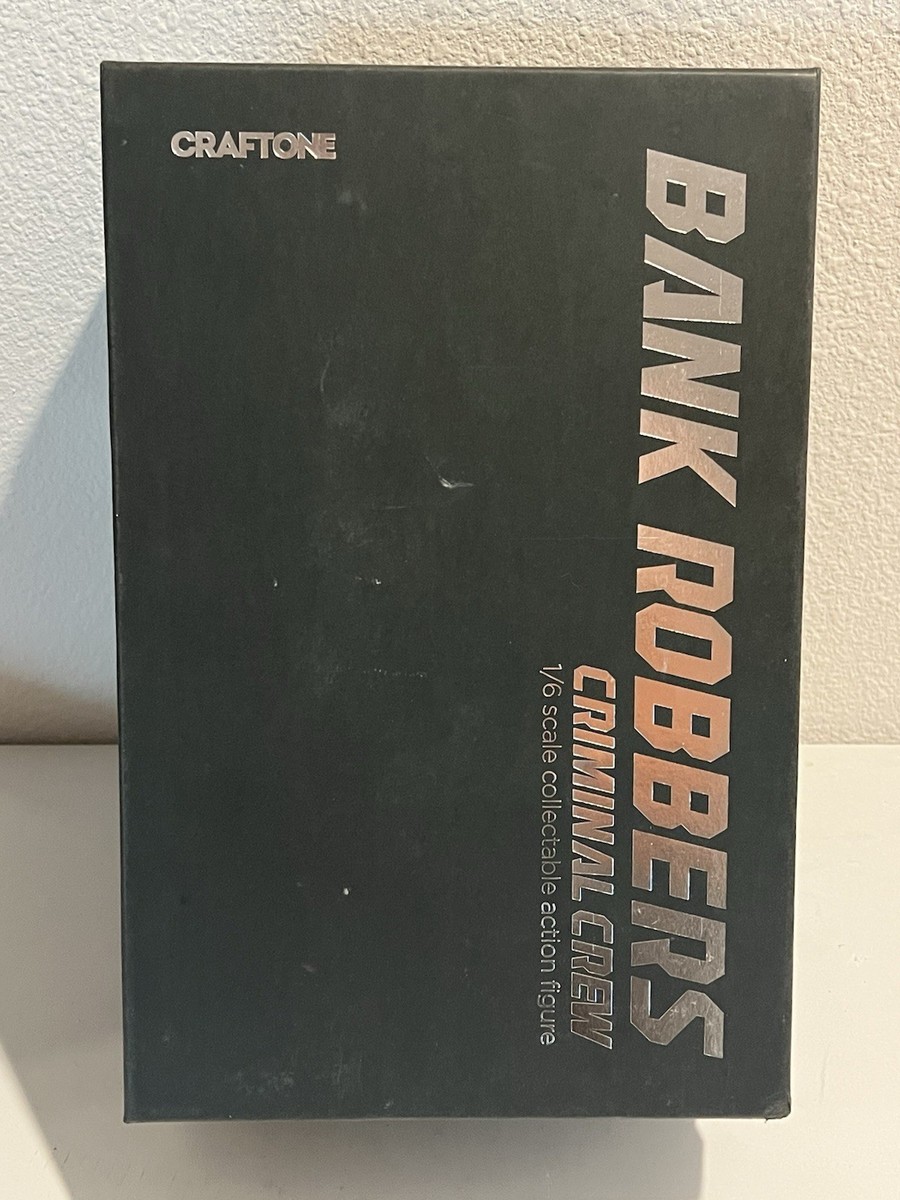 CRAFTONE
BANK ROBBERS
CRIMINAL CREW
1/6 scale collectable action figure